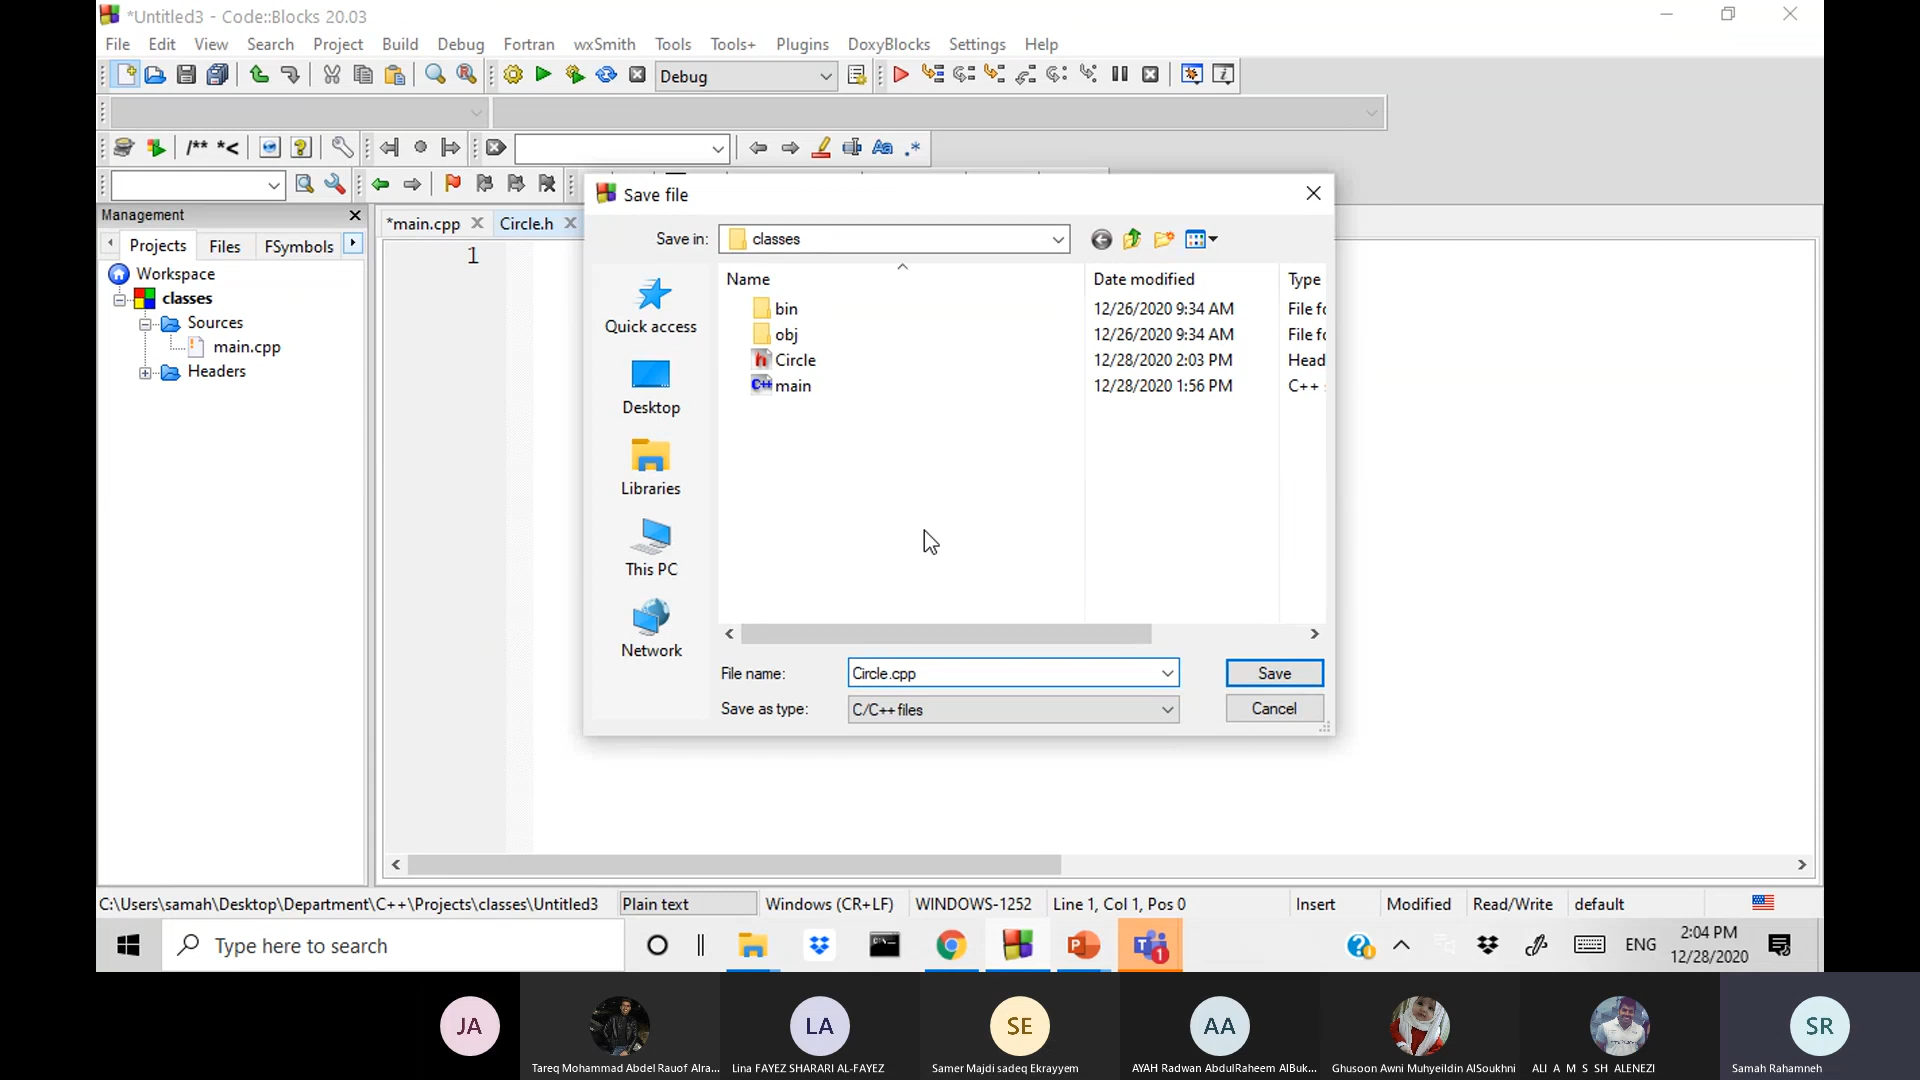 *Untitled3 - Code::Blocks 20.03
File Edit View Search Project Build Debug Fortran wxSmith Tools Tools+ Plugins DoxyBlocks Settings Help
Debug
/** *<
Aa .*
Management
*main.cpp Circle.h
Projects Files FSymbols
1
Workspace
classes
Sources
main.cpp
Headers
Save file
Save in: classes
Name Date modified Type
bin 12/26/2020 9:34 AM File fo
obj 12/26/2020 9:34 AM File fo
Circle 12/28/2020 2:03 PM Head
main 12/28/2020 1:56 PM C++
Quick access
Desktop
Libraries
This PC
Network
File name: Circle.cpp Save
Save as type: C/C++ files Cancel
C:\Users\samah\Desktop\Department\C++\Projects\classes\Untitled3 Plain text Windows (CR+LF) WINDOWS-1252 Line 1, Col 1, Pos 0 Insert Modified Read/Write default
Type here to search
ENG 2:04 PM
12/28/2020
JA LA SE AA SR
Tareq Mohammad Abdel Rauof Alra... Lina FAYEZ SHARARI AL-FAYEZ Samer Majdi sadeq Ekrayyem AYAH Radwan AbdulRaheem AlBuk... Ghusoon Awni Muhyeildin AlSoukhni ALI A M S SH ALENEZI Samah Rahamneh